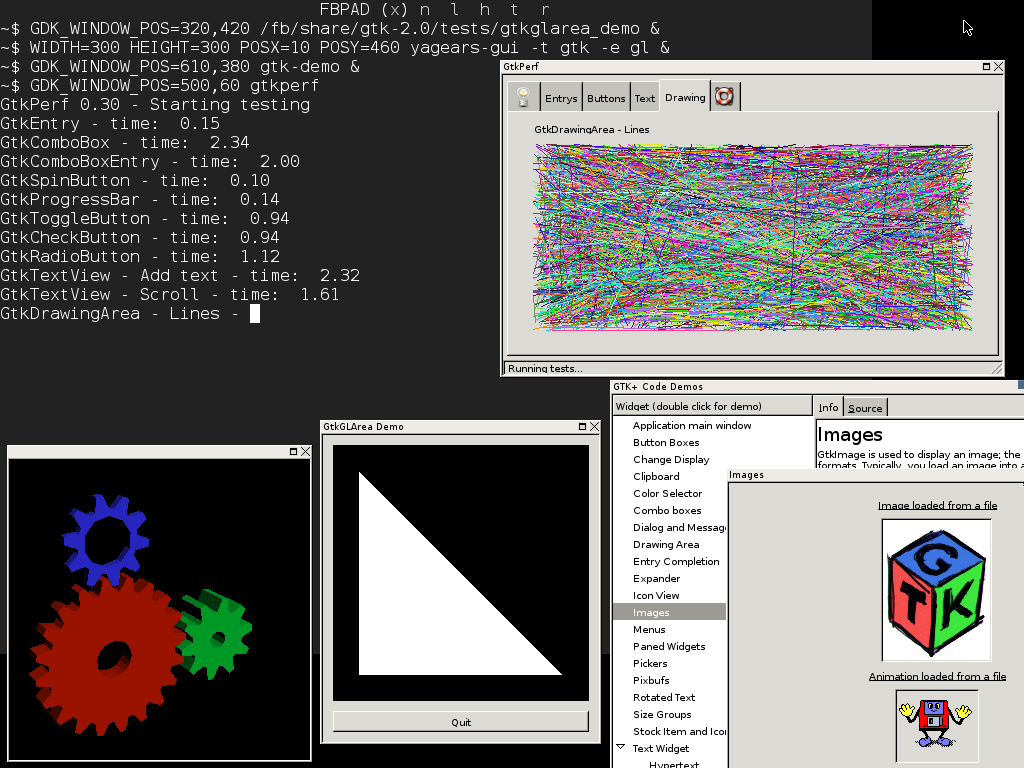 FBPAD (x) n l h t r
~$ GDK_WINDOW_POS=320,420 /fb/share/gtk-2.0/tests/gtkglarea_demo &
~$ WIDTH=300 HEIGHT=300 POSX=10 POSY=460 yagears-gui -t gtk -e gl &
~$ GDK_WINDOW_POS=610,380 gtk-demo &
~$ GDK_WINDOW_POS=500,60 gtkperf
GtkPerf 0.30 - Starting testing
GtkEntry - time: 0.15
GtkComboBox - time: 2.34
GtkComboBoxEntry - time: 2.00
GtkSpinButton - time: 0.10
GtkProgressBar - time: 0.14
GtkToggleButton - time: 0.94
GtkCheckButton - time: 0.94
GtkRadioButton - time: 1.12
GtkTextView - Add text - time: 2.32
GtkTextView - Scroll - time: 1.61
GtkDrawingArea - Lines -
GtkPerf
Entrys Buttons Text Drawing
GtkDrawingArea - Lines
Running tests...
GtkGLArea Demo
Quit
GTK+ Code Demos
Widget (double click for demo)
Application main window
Button Boxes
Change Display
Clipboard
Color Selector
Combo boxes
Dialog and Messag
Drawing Area
Entry Completion
Expander
Icon View
Images
Menus
Paned Widgets
Pickers
Pixbufs
Rotated Text
Size Groups
Stock Item and Icon
Text Widget
Hypertext
Info Source
Images
GtkImage is used to display an image; the
formats. Typically, you load an image into a
Images
Image loaded from a file
G T K
Animation loaded from a file